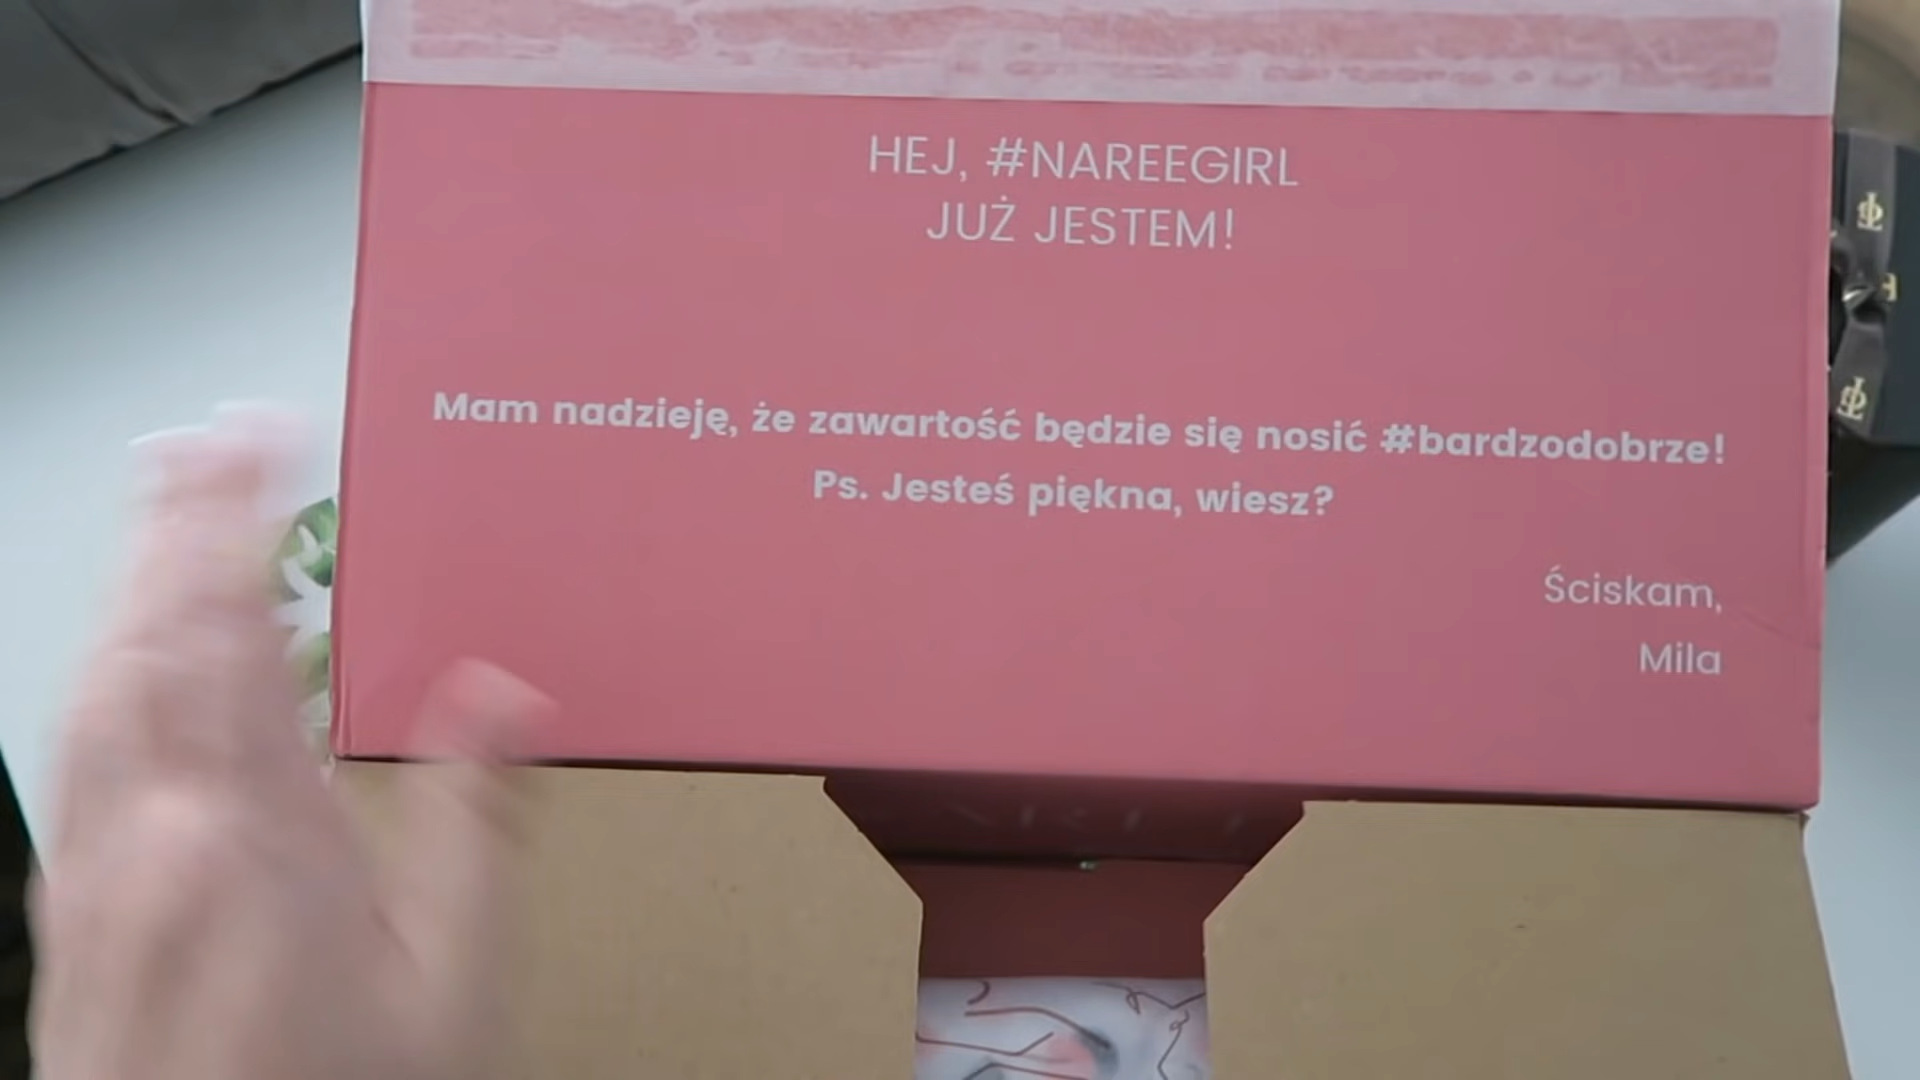 HEJ, #NAREEGIRL
JUŻ JESTEM!
Mam nadzieję, że zawartość będzie się nosić #bardzodobrze!
Ps. Jesteś piękna, wiesz?
Ściskam,
Mila